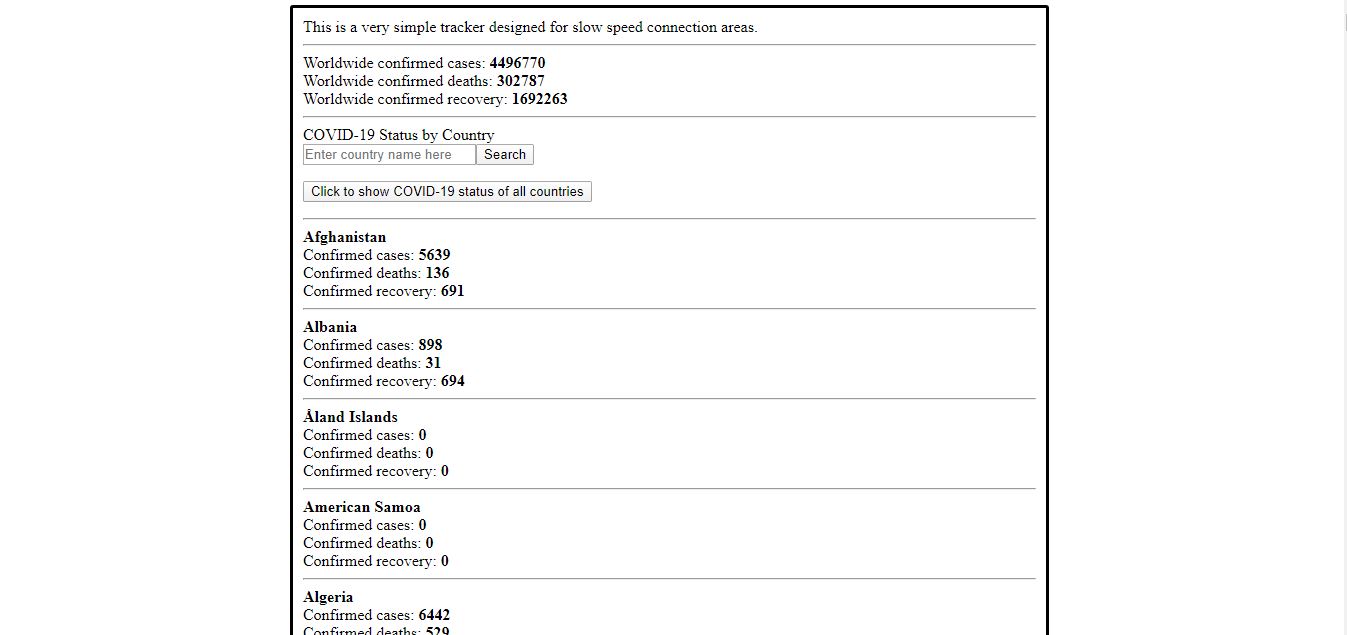 This is a very simple tracker designed for slow speed connection areas.
Worldwide confirmed cases: 4496770
Worldwide confirmed deaths: 302787
Worldwide confirmed recovery: 1692263
COVID-19 Status by Country
Enter country name here Search
Click to show COVID-19 status of all countries
Afghanistan
Confirmed cases: 5639
Confirmed deaths: 136
Confirmed recovery: 691
Albania
Confirmed cases: 898
Confirmed deaths: 31
Confirmed recovery: 694
Åland Islands
Confirmed cases: 0
Confirmed deaths: 0
Confirmed recovery: 0
American Samoa
Confirmed cases: 0
Confirmed deaths: 0
Confirmed recovery: 0
Algeria
Confirmed cases: 6442
Confirmed deaths: 529